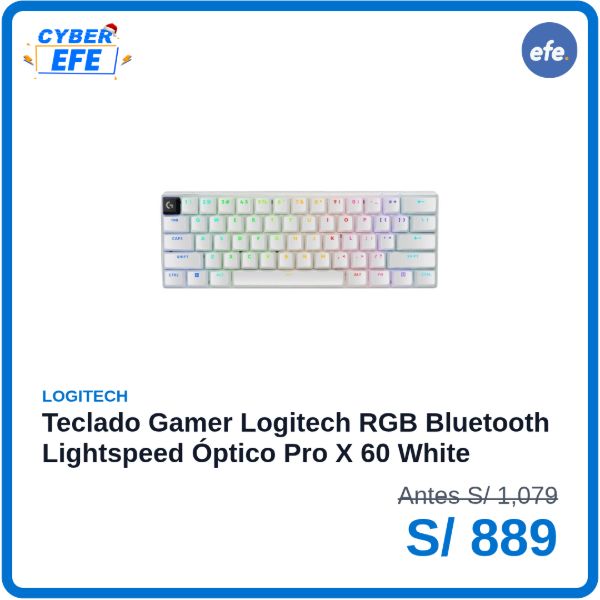 CYBER
EFE
efe.
LOGITECH
Teclado Gamer Logitech RGB Bluetooth
Lightspeed Óptico Pro X 60 White
Antes S/ 1,079
S/ 889